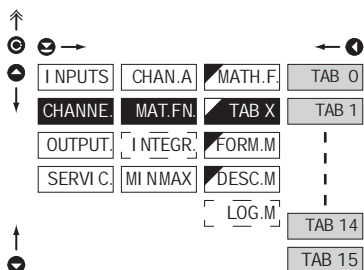 INPUTS CHAN.A MATH.F. TAB 0
CHANNE. MAT.FN. TAB X TAB 1
OUTPUT. INTEGR. FORM.M
SERVIC. MINMAX DESC.M
LOG.M TAB 14
TAB 15